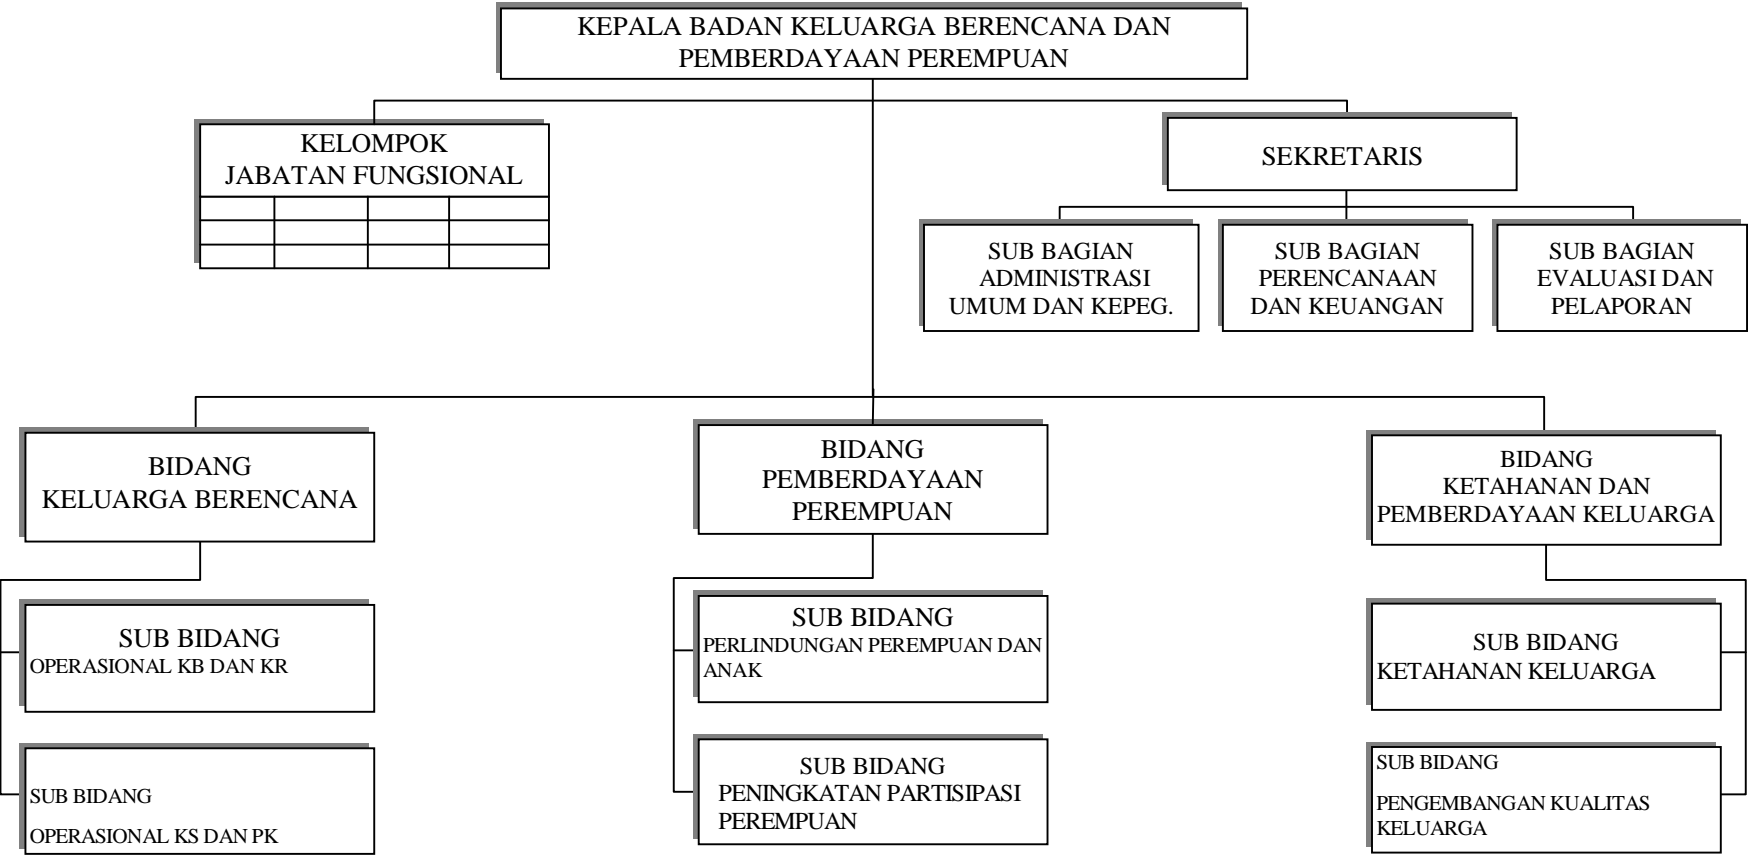 KEPALA BADAN KELUARGA BERENCANA DAN
PEMBERDAYAAN PEREMPUAN
KELOMPOK
JABATAN FUNGSIONAL
SEKRETARIS
SUB BAGIAN
ADMINISTRASI
UMUM DAN KEPEG.
SUB BAGIAN
PERENCANAAN
DAN KEUANGAN
SUB BAGIAN
EVALUASI DAN
PELAPORAN
BIDANG
KELUARGA BERENCANA
BIDANG
PEMBERDAYAAN
PEREMPUAN
BIDANG
KETAHANAN DAN
PEMBERDAYAAN KELUARGA
SUB BIDANG
OPERASIONAL KB DAN KR
SUB BIDANG
PERLINDUNGAN PEREMPUAN DAN
ANAK
SUB BIDANG
KETAHANAN KELUARGA
SUB BIDANG
OPERASIONAL KS DAN PK
SUB BIDANG
PENINGKATAN PARTISIPASI
PEREMPUAN
SUB BIDANG
PENGEMBANGAN KUALITAS
KELUARGA